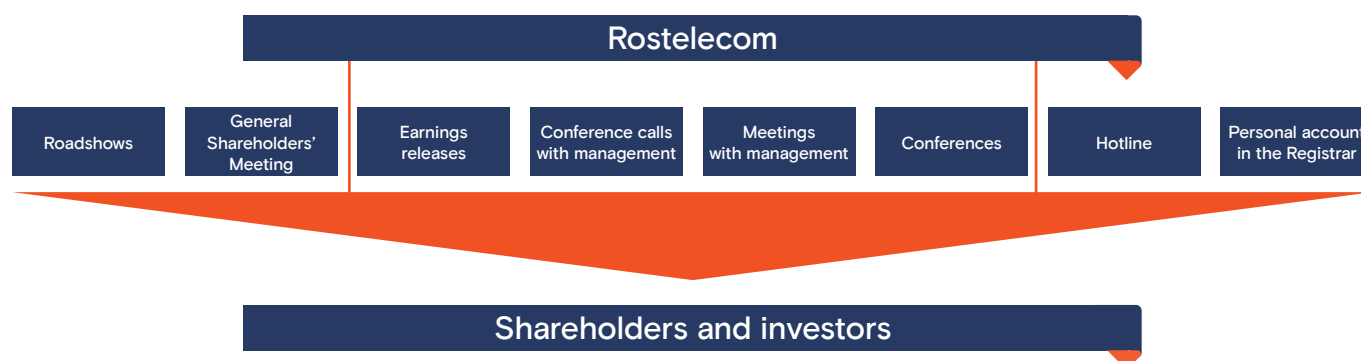 Rostelecom
Roadshows
General
Shareholders'
Meeting
Earnings
releases
Conference calls
with management
Meetings
with management
Conferences
Hotline
Personal account
in the Registrar
Shareholders and investors